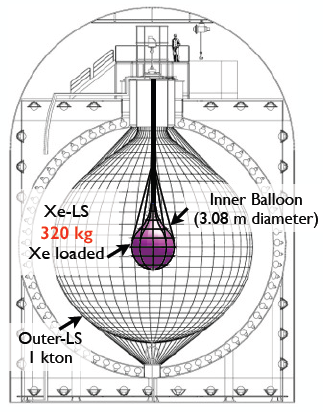 Inner Balloon
(3.08 m diameter)
Xe-LS
320 kg
Xe loaded
Outer-LS
1 kton